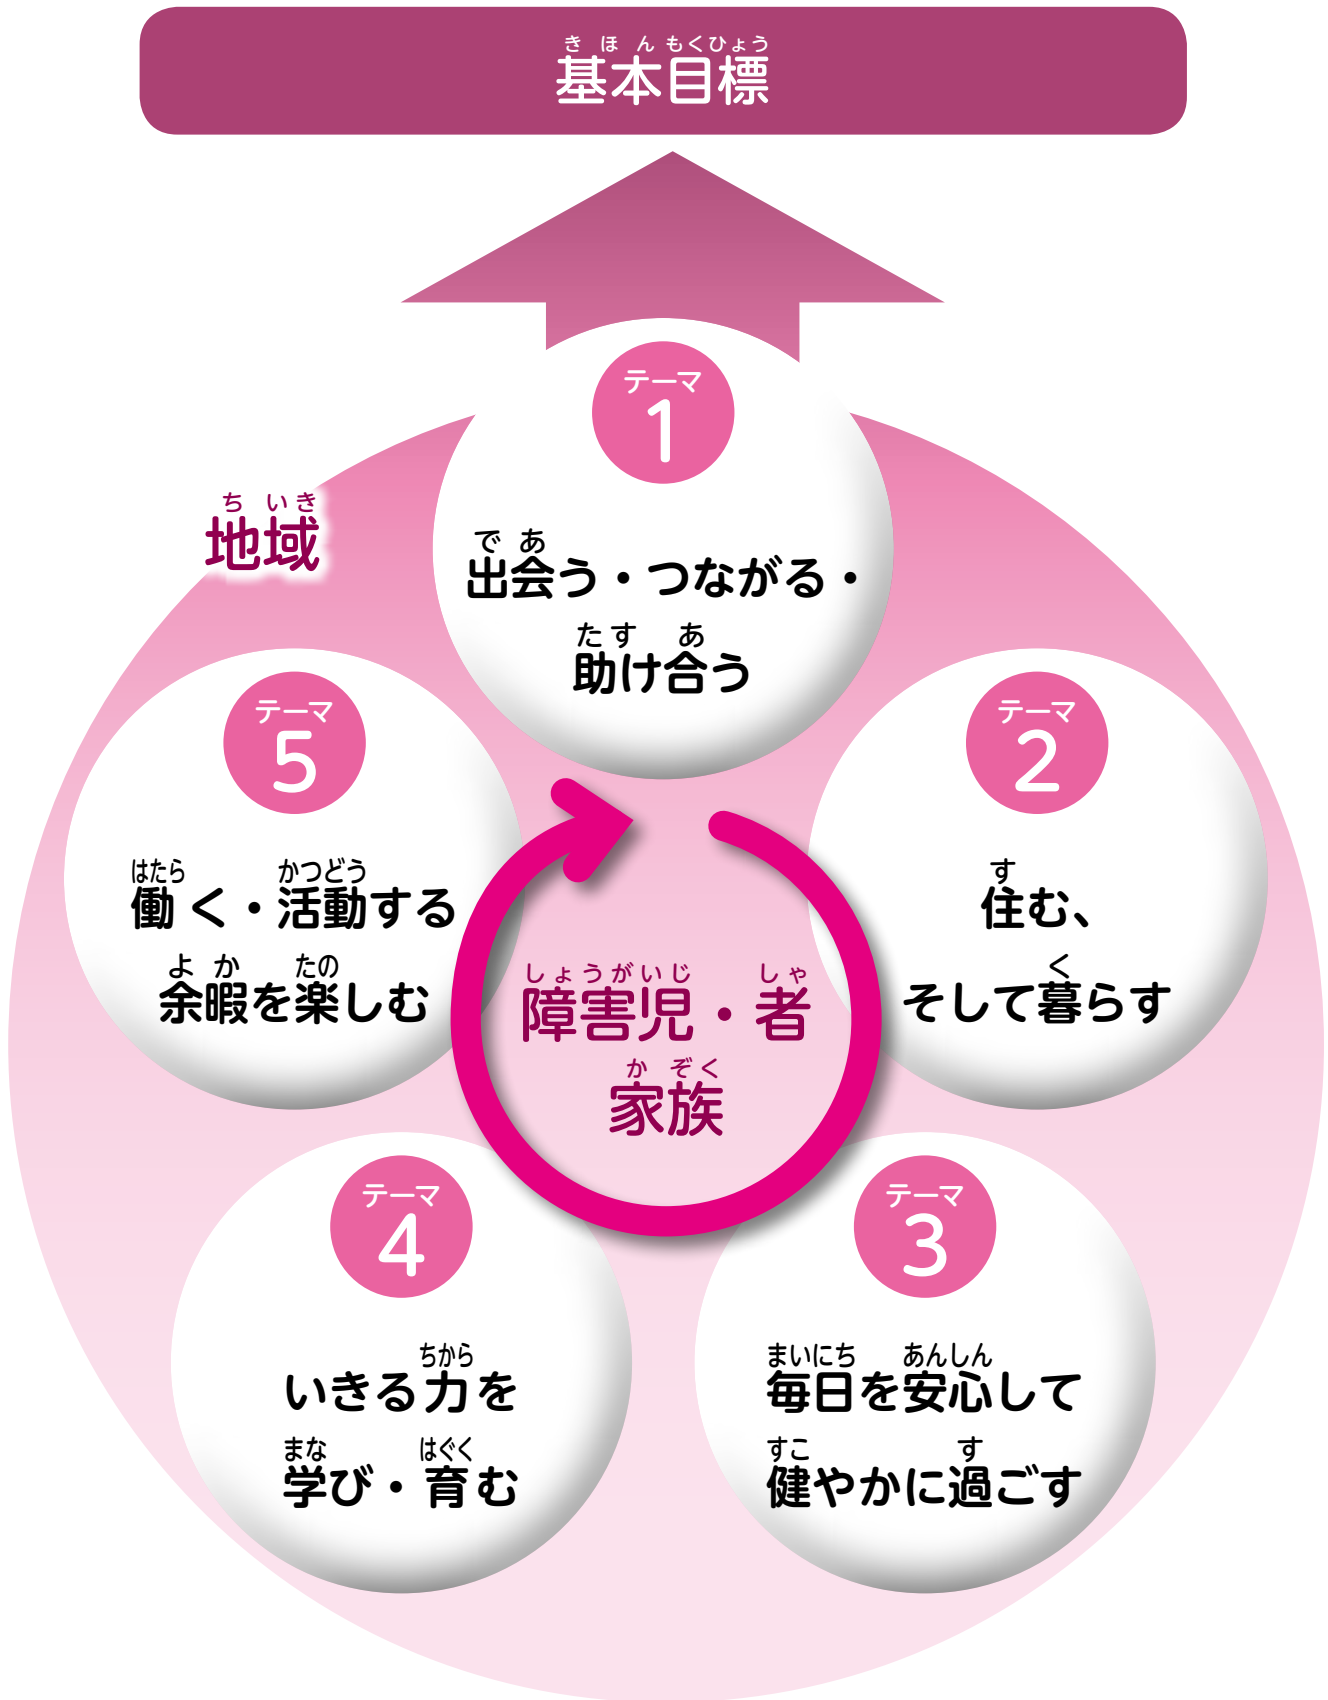 きほんもくひょう
基本目標
テーマ
1
であ
出会う・つながる・
たすあ
助け合う
ちいき
地域
テーマ
2
す
住む、
く
そして暮らす
テーマ
3
まいにち あんしん
毎日を安心して
すこ す
健やかに過ごす
テーマ
4
ちから
いきる力を
まな はぐく
学び・育む
テーマ
5
はたら かつどう
働く・活動する
よか たの
余暇を楽しむ
しょうがいじ しゃ
障害児・者
かぞく
家族